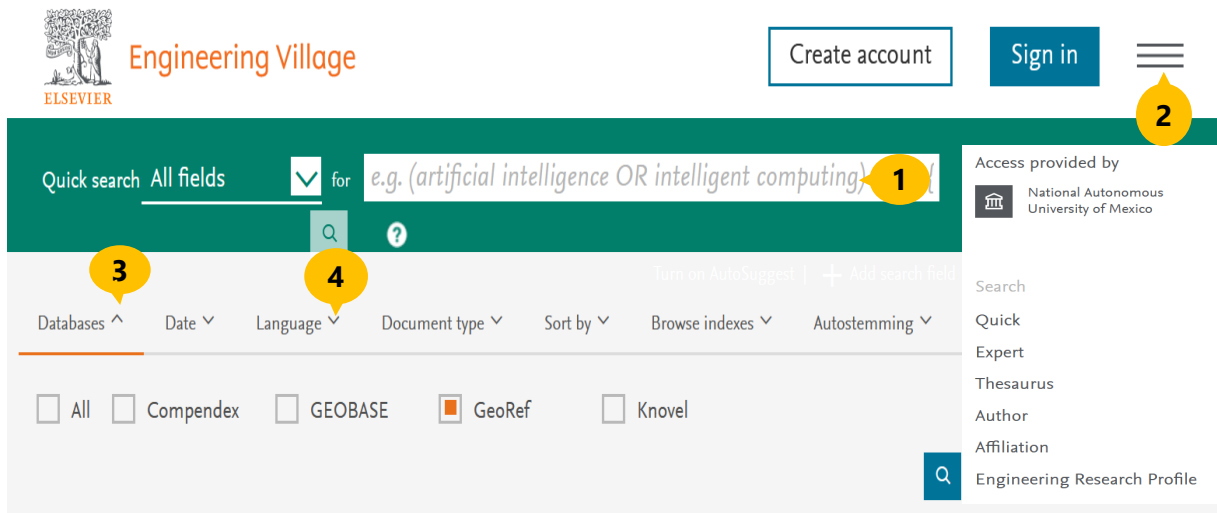 ELSEVIER
Engineering Village
Create account
Sign in
2
Quick search All fields for e.g. (artificial intelligence OR intelligent computing)
1
?
Access provided by
National Autonomous
University of Mexico
3
4
Turn on AutoSuggest | + Add search field
Databases Date Language Document type Sort by Browse indexes Autostemming
All Compendex GEOBASE GeoRef Knovel
Search
Quick
Expert
Thesaurus
Author
Affiliation
Engineering Research Profile